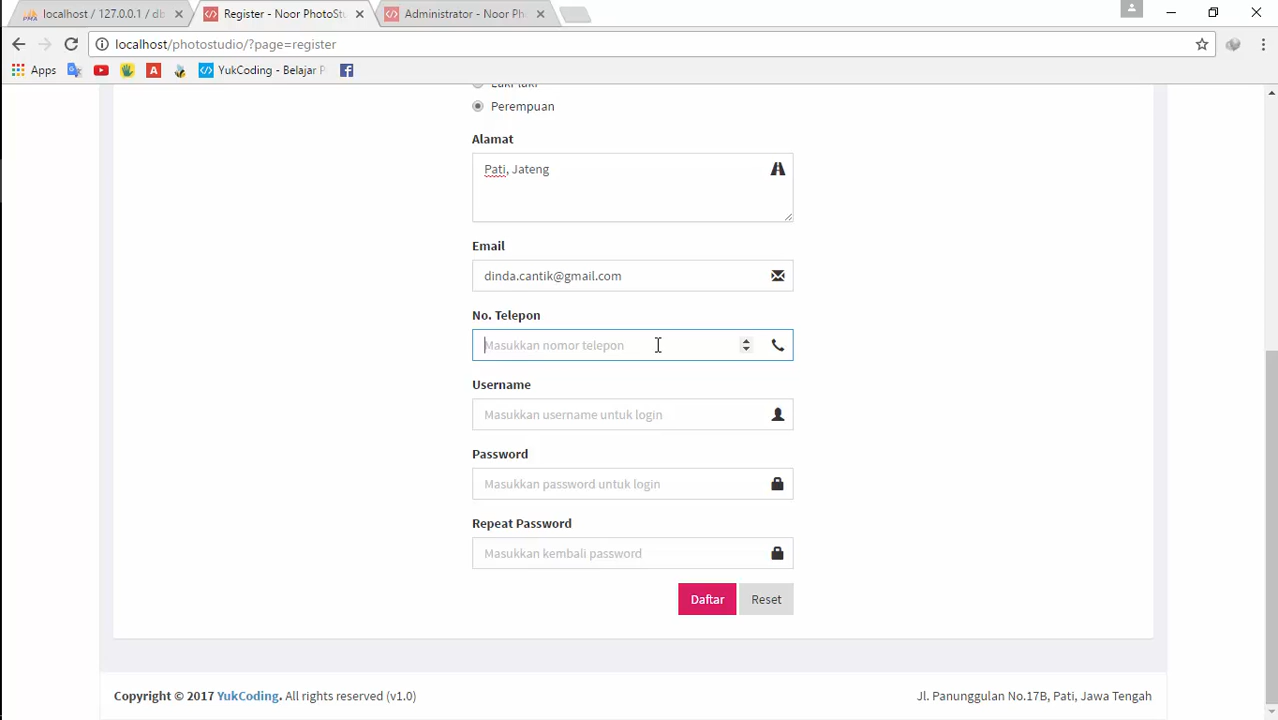 localhost / 127.0.0.1 / db
Register - Noor PhotoStu
Administrator - Noor Pho
localhost/photostudio/?page=register
Apps
YukCoding - Belajar P
Laki-laki
Perempuan
Alamat
Pati, Jateng
Email
dinda.cantik@gmail.com
No. Telepon
Masukkan nomor telepon
Username
Masukkan username untuk login
Password
Masukkan password untuk login
Repeat Password
Masukkan kembali password
Daftar Reset
Copyright © 2017 YukCoding. All rights reserved (v1.0)
Jl. Panunggulan No.17B, Pati, Jawa Tengah